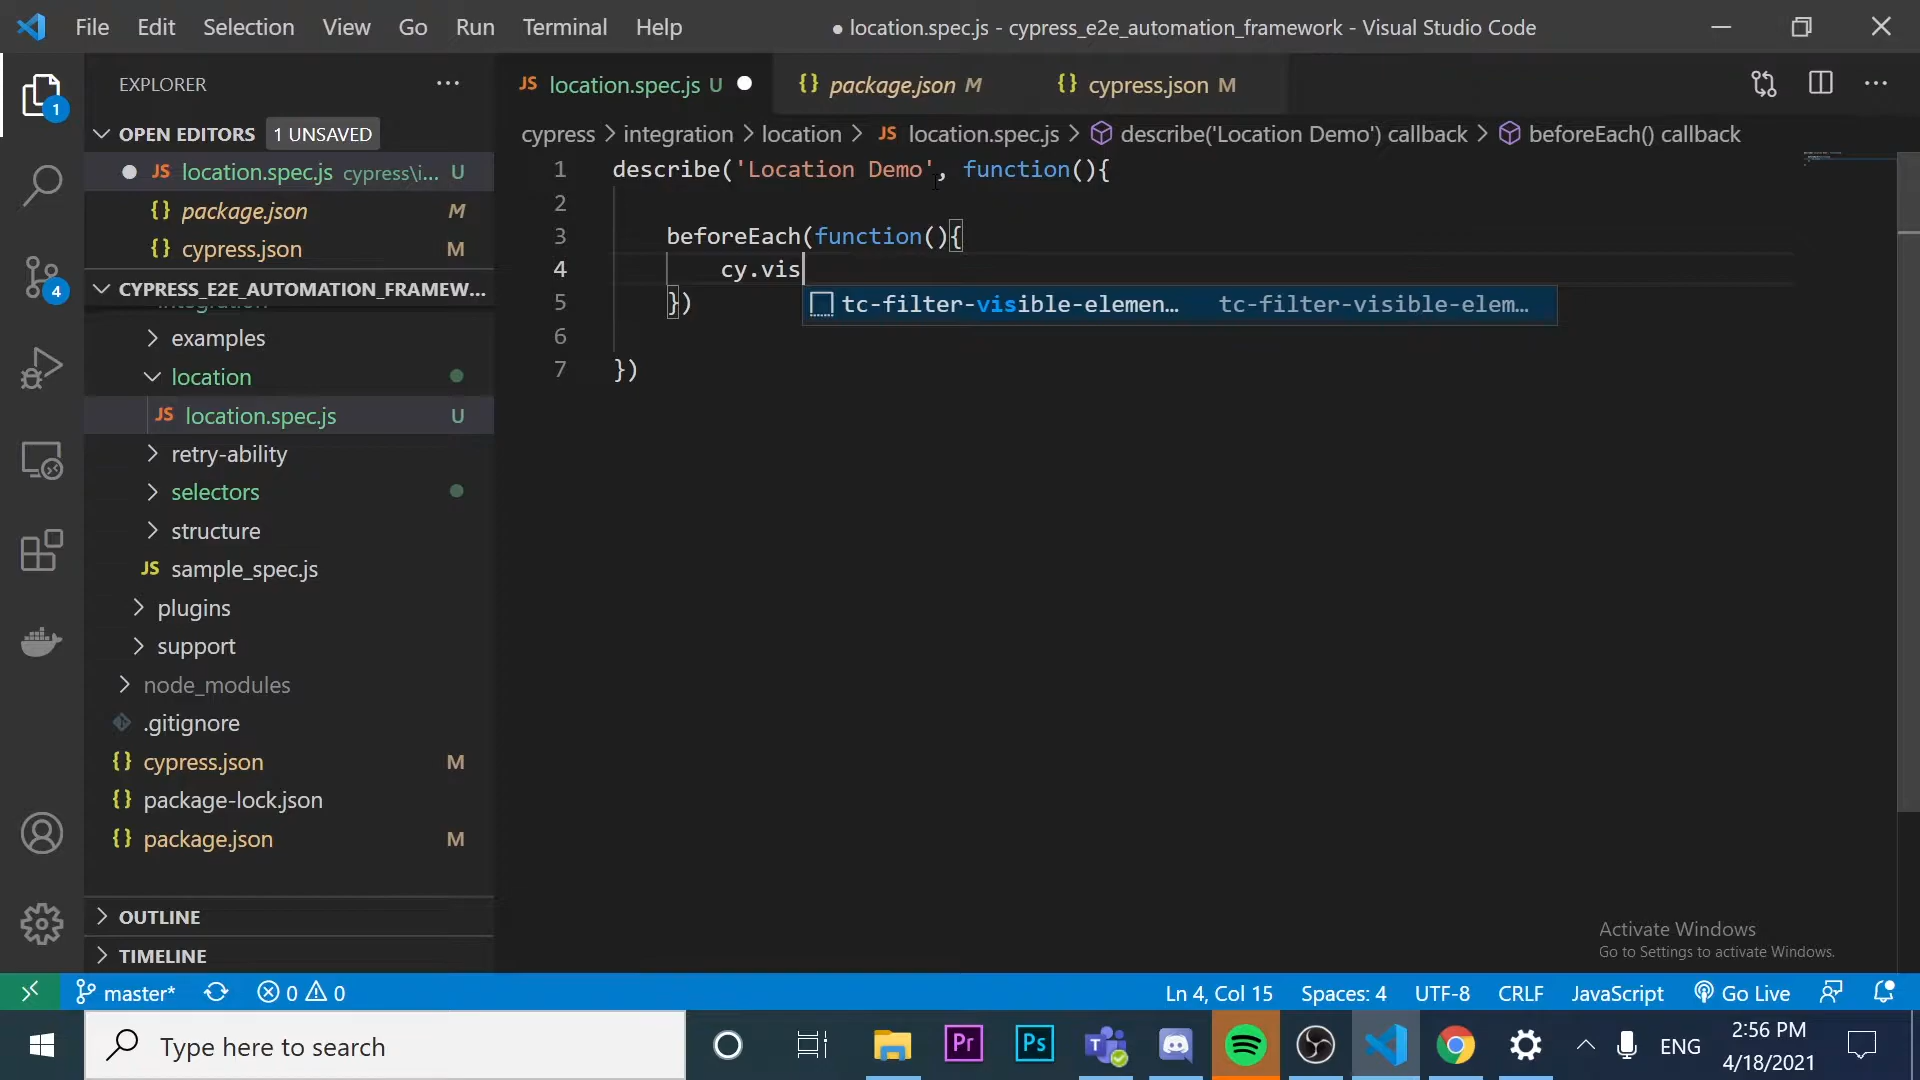 File Edit Selection View Go Run Terminal Help
● location.spec.js - cypress_e2e_automation_framework - Visual Studio Code
EXPLORER
JS location.spec.js U
{} package.json M
{} cypress.json M
OPEN EDITORS 1 UNSAVED
JS location.spec.js cypress\i... U
{} package.json M
{} cypress.json M
cypress > integration > location > JS location.spec.js > describe('Location Demo') callback > beforeEach() callback
CYPRESS_E2E_AUTOMATION_FRAMEW...
integration
examples
location
JS location.spec.js U
retry-ability
selectors
structure
JS sample_spec.js
plugins
support
node_modules
.gitignore
{} cypress.json M
{} package-lock.json
{} package.json M
OUTLINE
TIMELINE
1 describe('Location Demo', function(){
2
3 beforeEach(function(){
4 cy.vis
tc-filter-visible-elemen... tc-filter-visible-elem...
5 })
6
7 })
Activate Windows
Go to Settings to activate Windows.
1
4
master* 0 0
Ln 4, Col 15 Spaces: 4 UTF-8 CRLF JavaScript Go Live
Type here to search
Pr
Ps
ENG
2:56 PM
4/18/2021